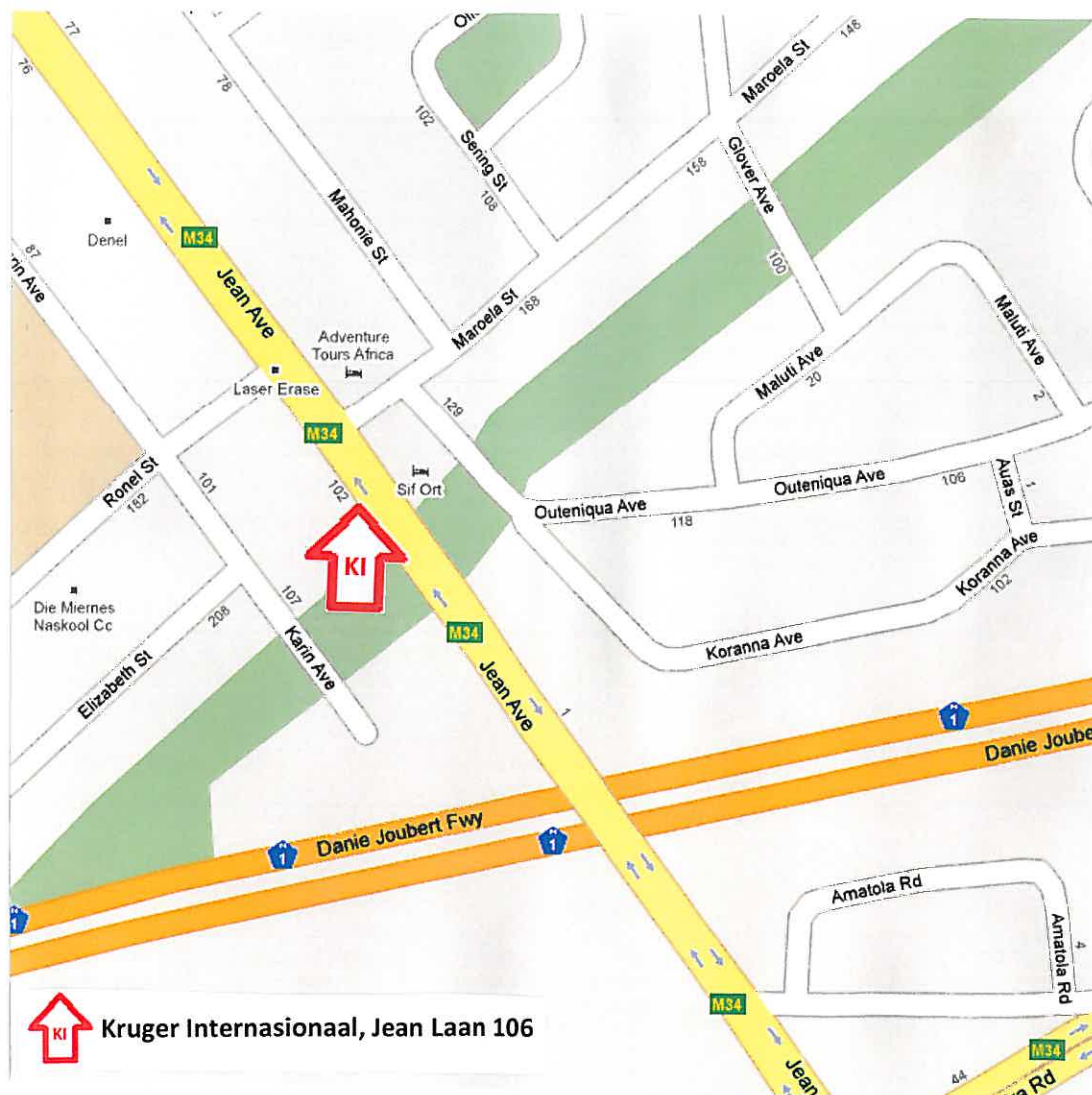 77
76
78
102
Sering St
108
Maroela St
146
158
Glover Ave
100
Mahonie St
Denel
M34
87
Jean Ave
Maroela St
168
Adventure
Tours Africa
Laser Erase
Maluti Ave
20
Maluti Ave
2
129
M34
Ronel St
182
101
102
Sif Ort
Outeniqua Ave
118
Outeniqua Ave
106
Auas St
1
KI
Koranna Ave
102
Die Miernes
Naskool Cc
208
107
Elizabeth St
Karin Ave
M34
Koranna Ave
Jean Ave
1
N
1
Danie Joubert Fwy
N
1
N
1
N
1
Amatola Rd
Amatola Rd
4
M34
M34
44
KI
Kruger Internasionaal, Jean Laan 106